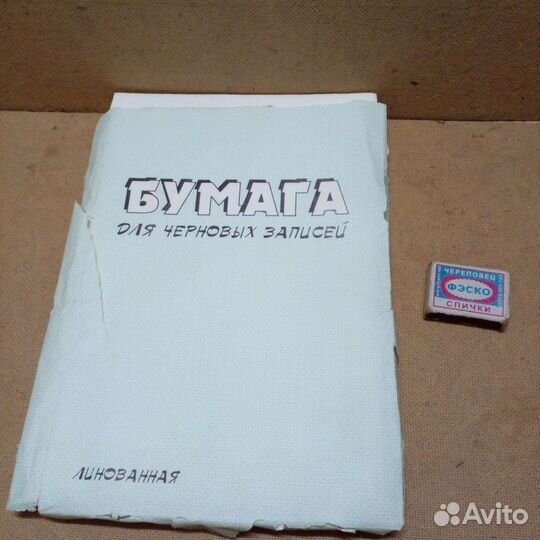 БУМАГА
ДЛЯ ЧЕРНОВЫХ ЗАПИСЕЙ
ЛИНОВАННАЯ
ЧЕРЕПОВЕЦ
ФЭСКО
СПИЧКИ
Avito